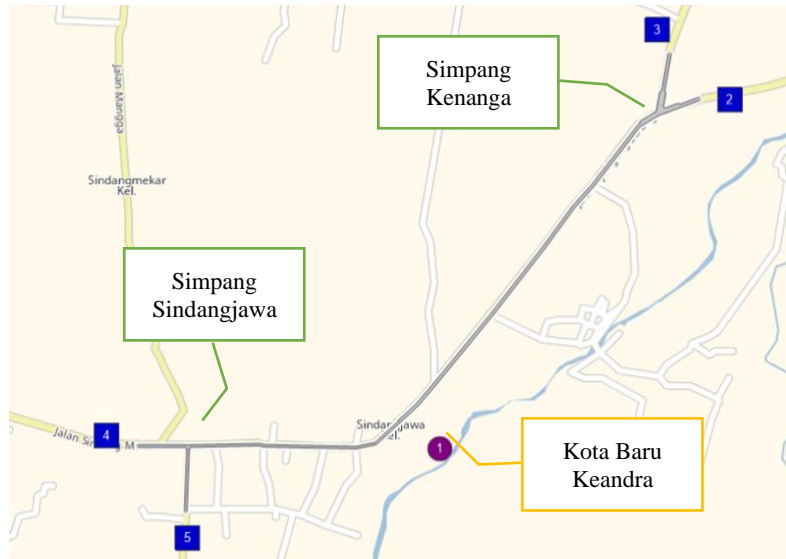 3
Simpang
Kenanga
2
Jalan Mangga
Sindangmekar
Kel.
Simpang
Sindangjawa
4
Jalan
Sindangjawa
Kel.
1
Kota Baru
Keandra
5